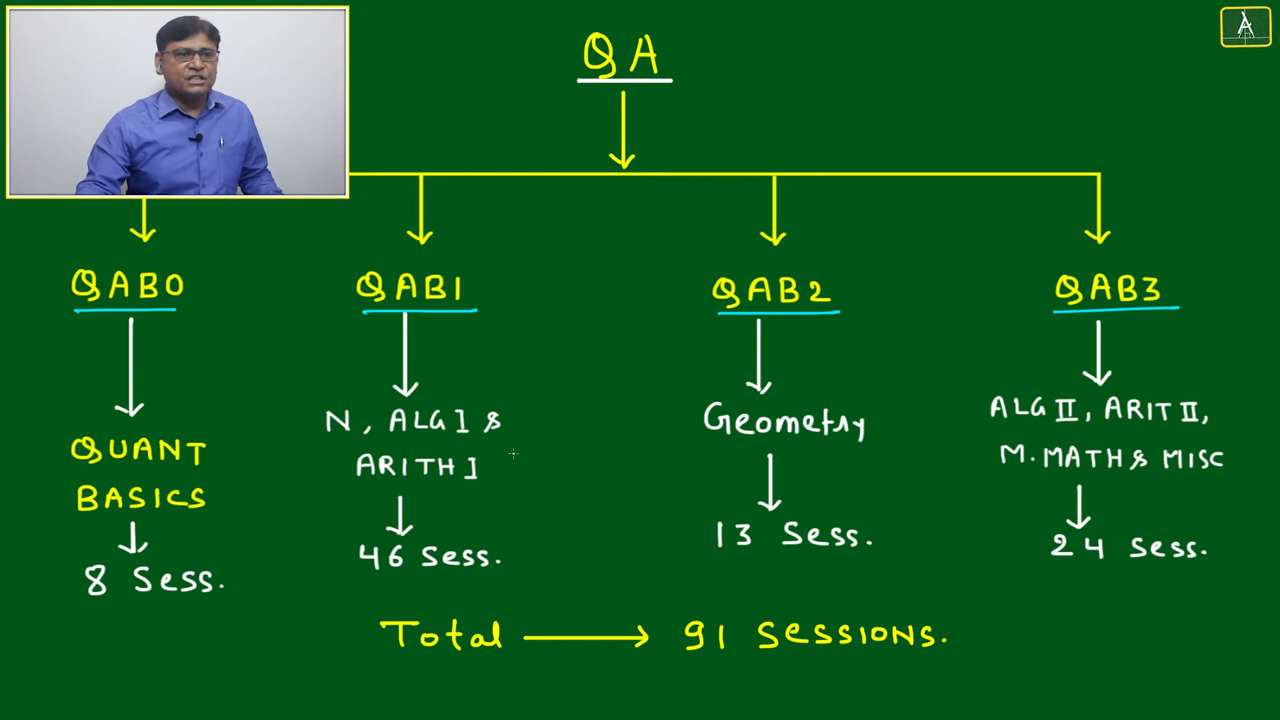 QA
QAB0
QAB1
QAB2
QAB3
QUANT
BASICS
8 Sess.
N, ALG I &
ARITH I
46 Sess.
Geometry
13 Sess.
ALG II, ARIT II,
M.MATH & MISC
24 Sess.
Total → 91 SESSIONS.
A